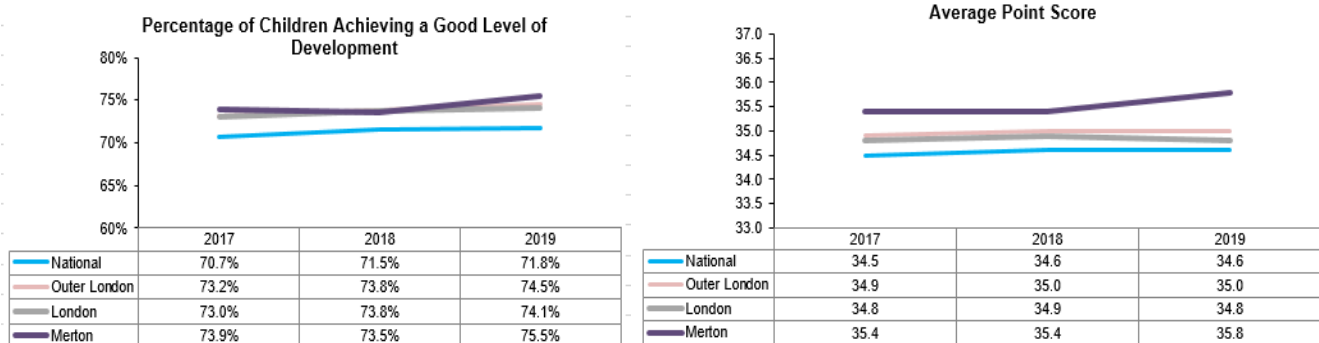 Percentage of Children Achieving a Good Level of
Development
80%
75%
70%
65%
60%
2017 2018 2019
National 70.7% 71.5% 71.8%
Outer London 73.2% 73.8% 74.5%
London 73.0% 73.8% 74.1%
Merton 73.9% 73.5% 75.5%
Average Point Score
37.0
36.5
36.0
35.5
35.0
34.5
34.0
33.5
33.0
2017 2018 2019
National 34.5 34.6 34.6
Outer London 34.9 35.0 35.0
London 34.8 34.9 34.8
Merton 35.4 35.4 35.8